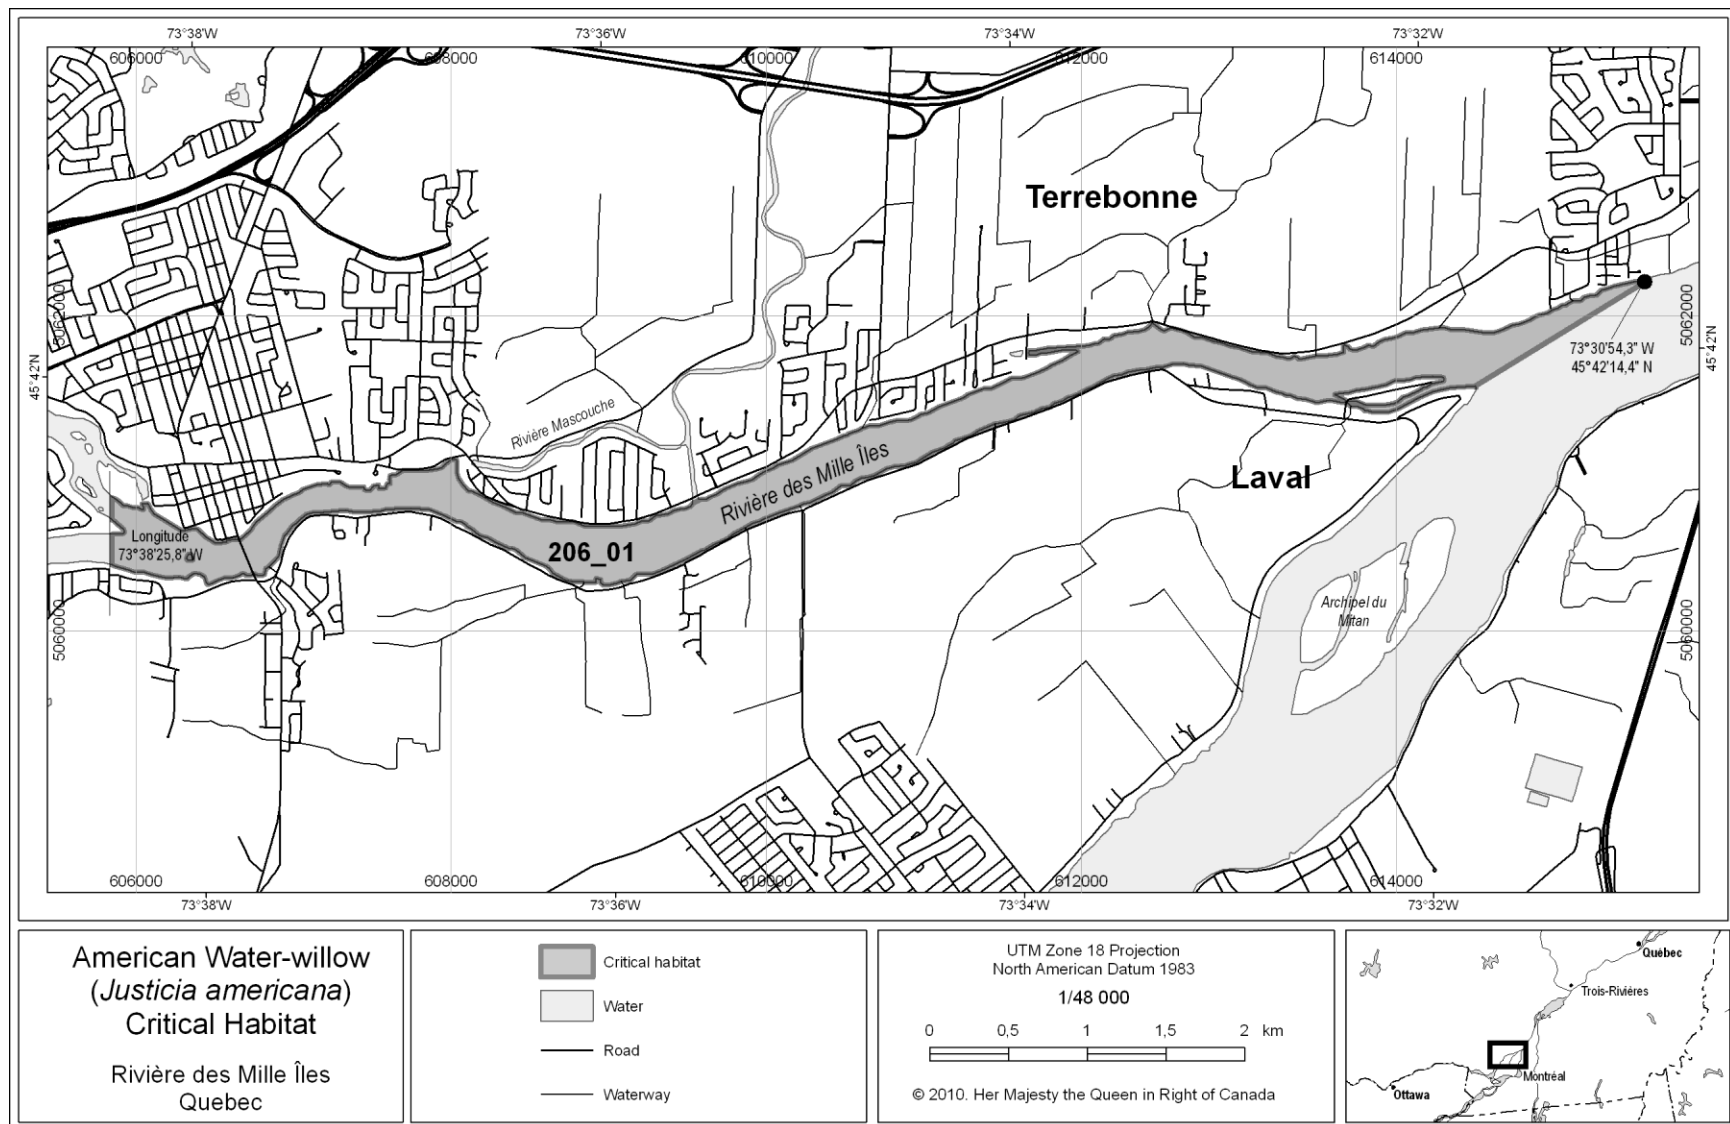 73°38'W
73°36'W
73°34'W
73°32'W
606000
608000
610000
612000
614000
Terrebonne
5062000
5062000
45°42'N
45°42'N
73°30'54,3" W
45°42'14,4" N
Rivière Mascouche
Rivière des Mille Îles
Laval
Longitude
73°38'25,8" W
206_01
Archipel du
Mitan
5060000
5060000
606000
608000
610000
612000
614000
73°38'W
73°36'W
73°34'W
73°32'W
American Water-willow
(Justicia americana)
Critical Habitat
Rivière des Mille Îles
Quebec
Critical habitat
Water
Road
Waterway
UTM Zone 18 Projection
North American Datum 1983
1/48 000
0 0,5 1 1,5 2 km
© 2010. Her Majesty the Queen in Right of Canada
Québec
Trois-Rivières
Montréal
Ottawa